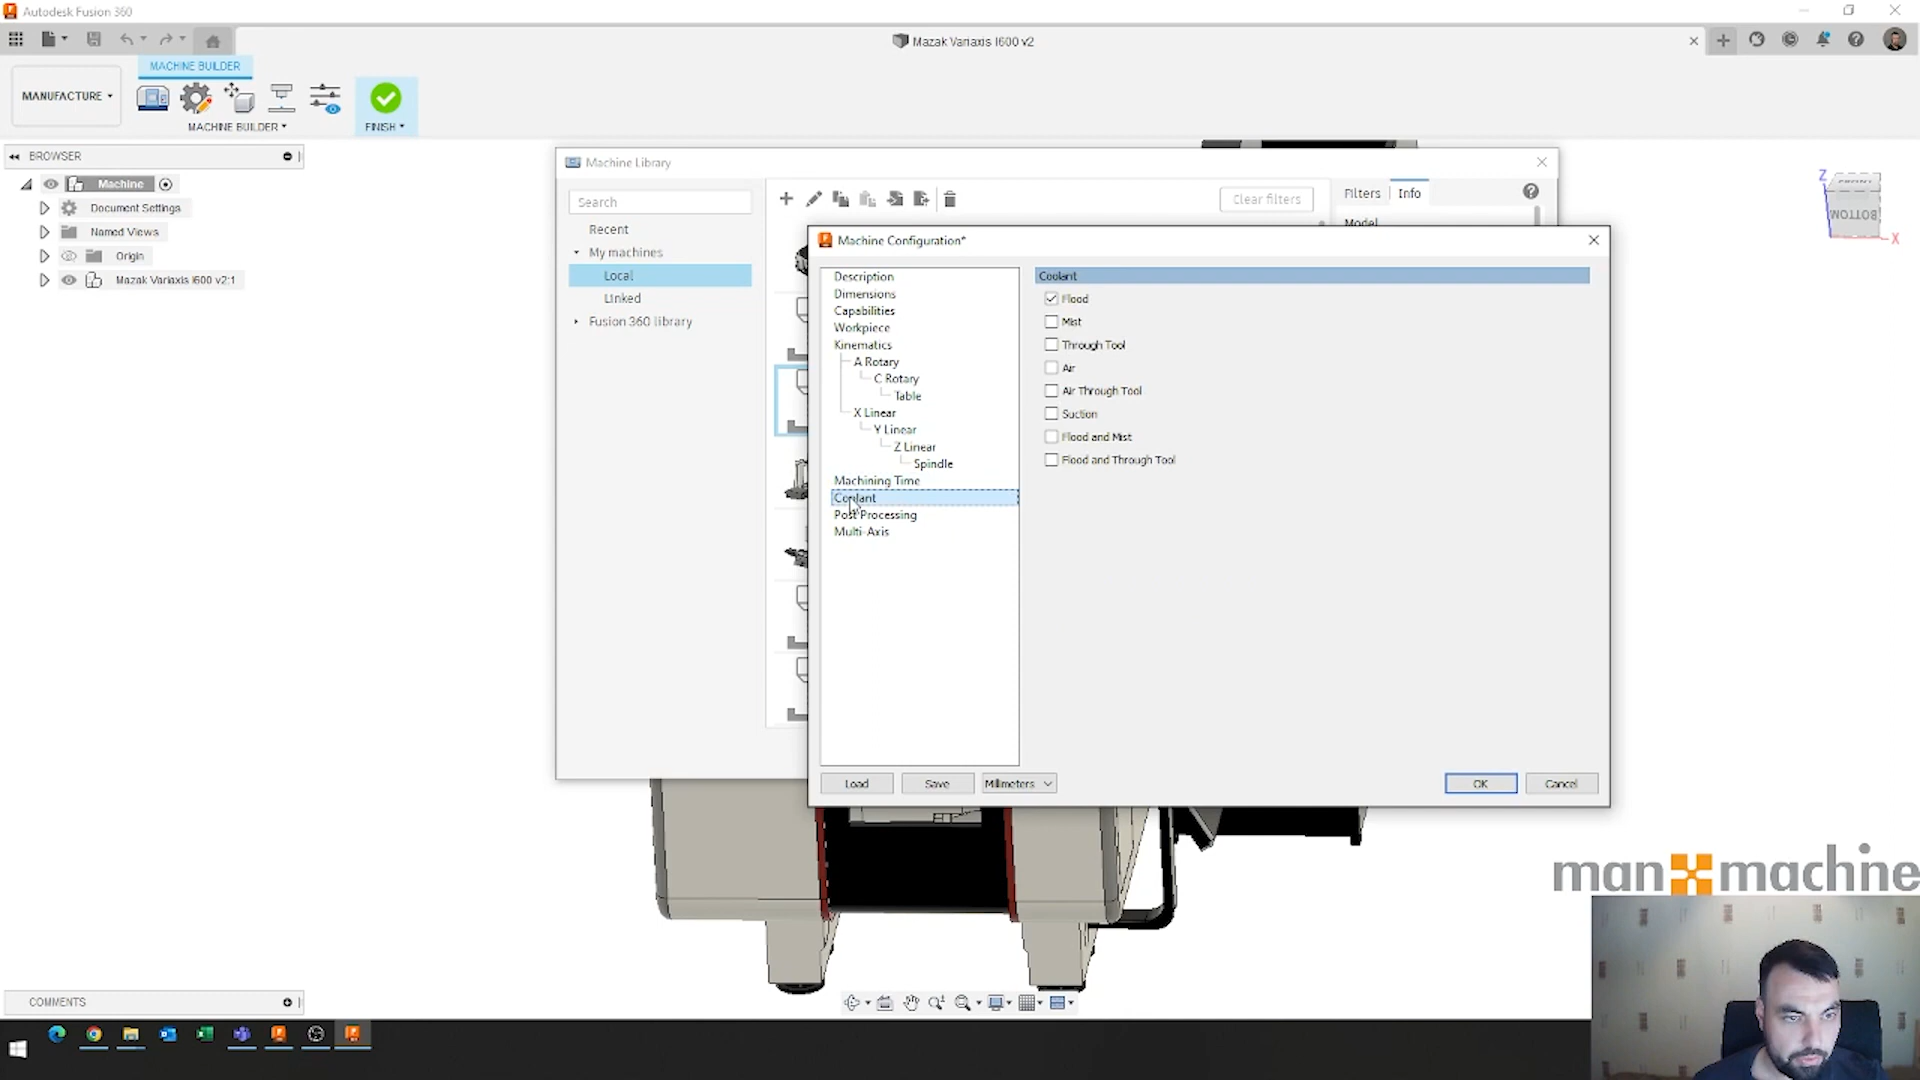 Autodesk Fusion 360
Mazak Variaxis I600 v2
MACHINE BUILDER
MANUFACTURE
MACHINE BUILDER
FINISH
BROWSER
Machine
Document Settings
Named Views
Origin
Mazak Variaxis I600 v2:1
Machine Library
Search
Recent
My machines
Local
Linked
Fusion 360 library
Clear filters
Filters
Info
Model
Machine Configuration*
Description
Dimensions
Capabilities
Workpiece
Kinematics
A Rotary
C Rotary
Table
X Linear
Y Linear
Z Linear
Spindle
Machining Time
Coolant
Post Processing
Multi-Axis
Coolant
Flood
Mist
Through Tool
Air
Air Through Tool
Suction
Flood and Mist
Flood and Through Tool
Load
Save
Millimeters
OK
Cancel
Z
BOTTOM
X
man machine
COMMENTS